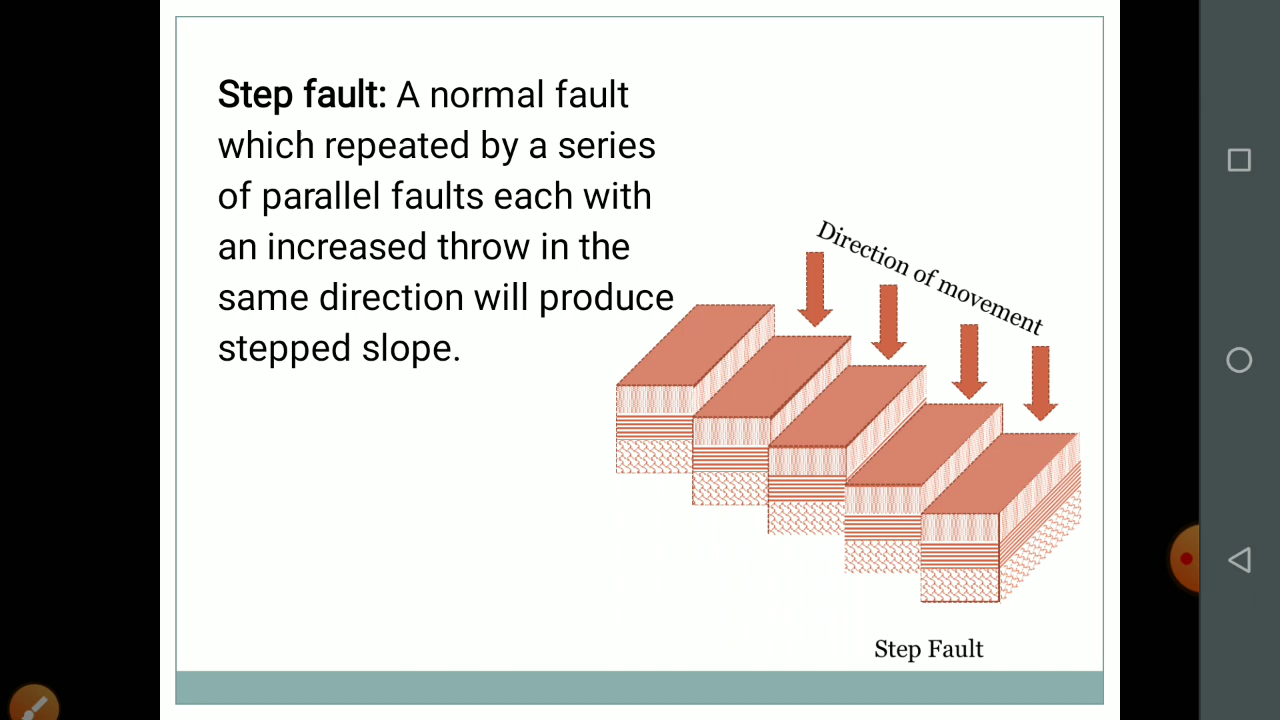 Step fault: A normal fault
which repeated by a series
of parallel faults each with
an increased throw in the
same direction will produce
stepped slope.
Direction of movement
Step Fault